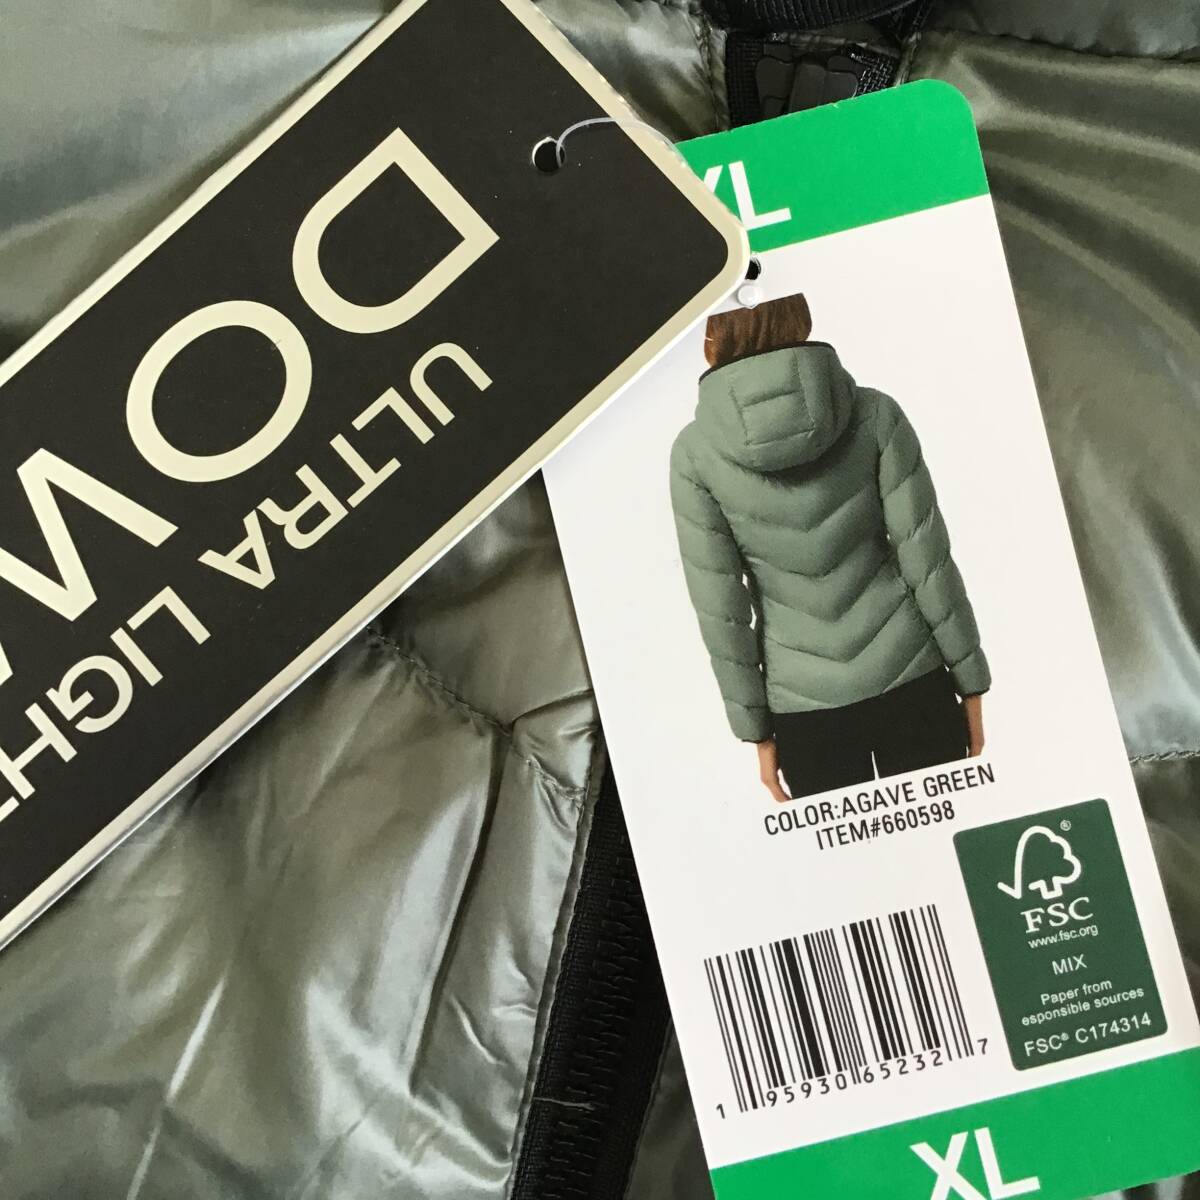 ULTRA LIGHT
DOW
XL
COLOR:AGAVE GREEN
ITEM#660598
FSC
www.fsc.org
MIX
Paper from
esponsible sources
FSC® C174314
1 95930 65232 7
XL